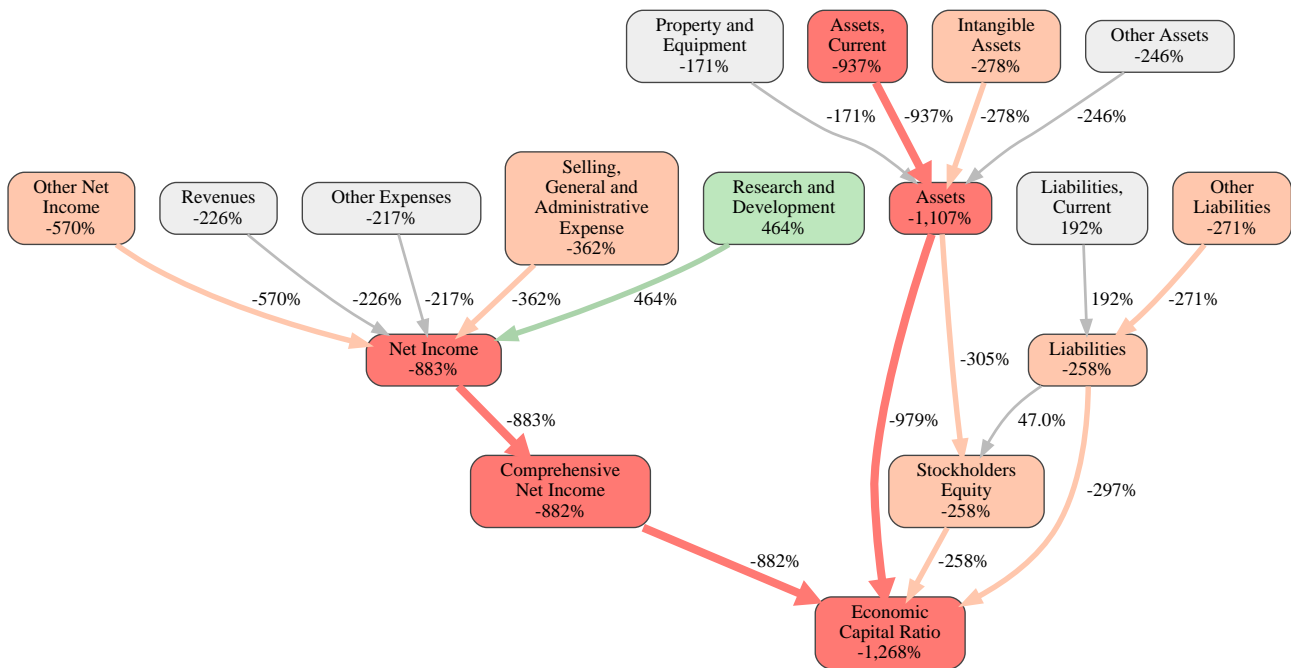 Property and
Equipment
-171%
Assets,
Current
-937%
Intangible
Assets
-278%
Other Assets
-246%
-171%
-937%
-278%
-246%
Other Net
Income
-570%
Revenues
-226%
Other Expenses
-217%
Selling,
General and
Administrative
Expense
-362%
Research and
Development
464%
Assets
-1,107%
Liabilities,
Current
192%
Other
Liabilities
-271%
-570%
-226%
-217%
-362%
464%
192%
-271%
Net Income
-883%
-305%
Liabilities
-258%
-883%
-979%
47.0%
Comprehensive
Net Income
-882%
Stockholders
Equity
-258%
-297%
-882%
-258%
Economic
Capital Ratio
-1,268%